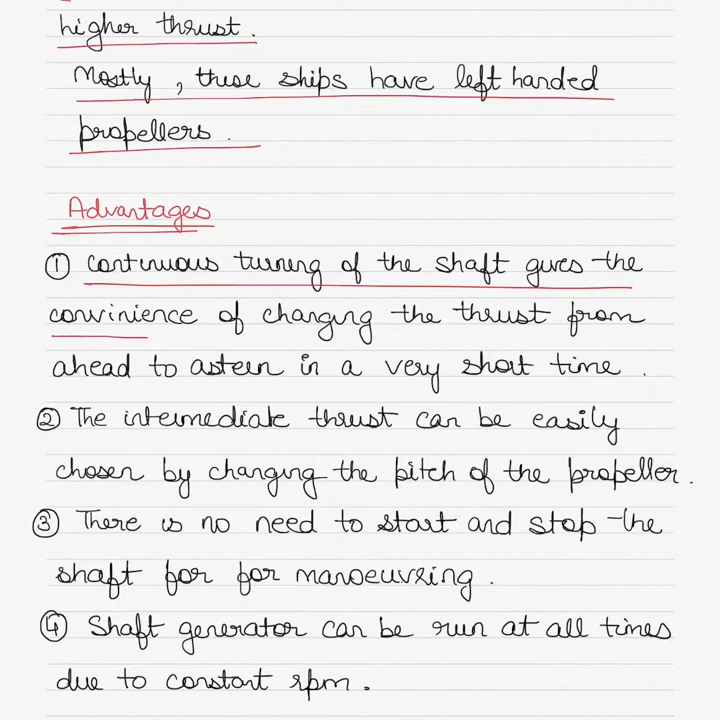 higher thrust.
Mostly, these ships have left handed
propellers.
Advantages
① Continuous turning of the shaft gives the
convinience of changing the thrust from
ahead to astern in a very short time.
② The intermediate thrust can be easily
chosen by changing the pitch of the propeller.
③ There is no need to start and stop the
shaft for for manoeuvring.
④ Shaft generator can be run at all times
due to constant rpm.